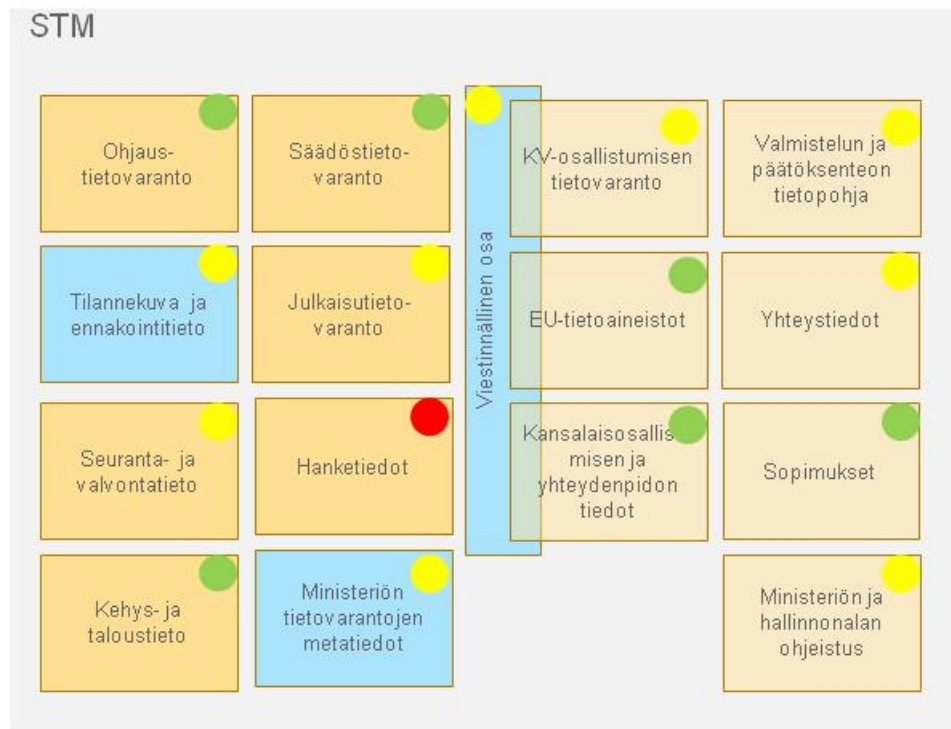 STM
Ohjaus-
tietovaranto
Säädöstieto-
varanto
KV-osallistumisen
tietovaranto
Valmistelun ja
päätöksenteon
tietopohja
Tilannekuva ja
ennakointitieto
Julkaisutieto-
varanto
Viestinnällinen osa
EU-tietoaineistot
Yhteystiedot
Seuranta- ja
valvontatieto
Hanketiedot
Kansalaisosallis
misen ja
yhteydenpidon
tiedot
Sopimukset
Kehys- ja
taloustieto
Ministeriön
tietovarantojen
metatiedot
Ministeriön ja
hallinnonalan
ohjeistus